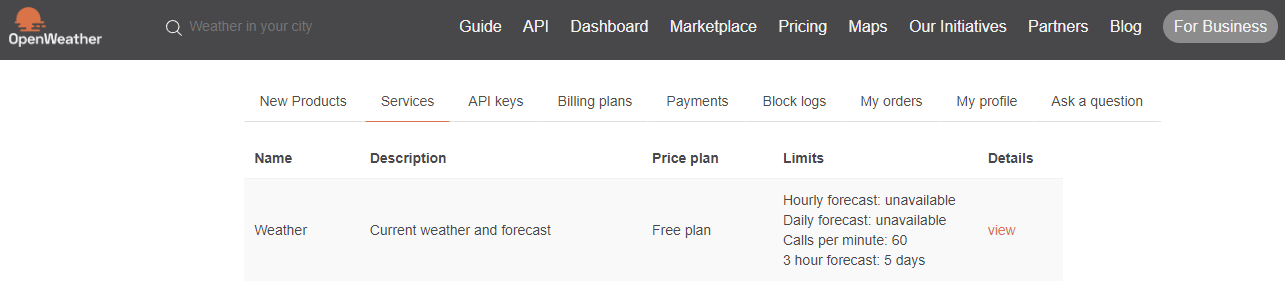 OpenWeather
Weather in your city
Guide API Dashboard Marketplace Pricing Maps Our Initiatives Partners Blog For Business
New Products Services API keys Billing plans Payments Block logs My orders My profile Ask a question
Name Description Price plan Limits Details
Weather Current weather and forecast Free plan
Hourly forecast: unavailable
Daily forecast: unavailable
Calls per minute: 60
3 hour forecast: 5 days
view